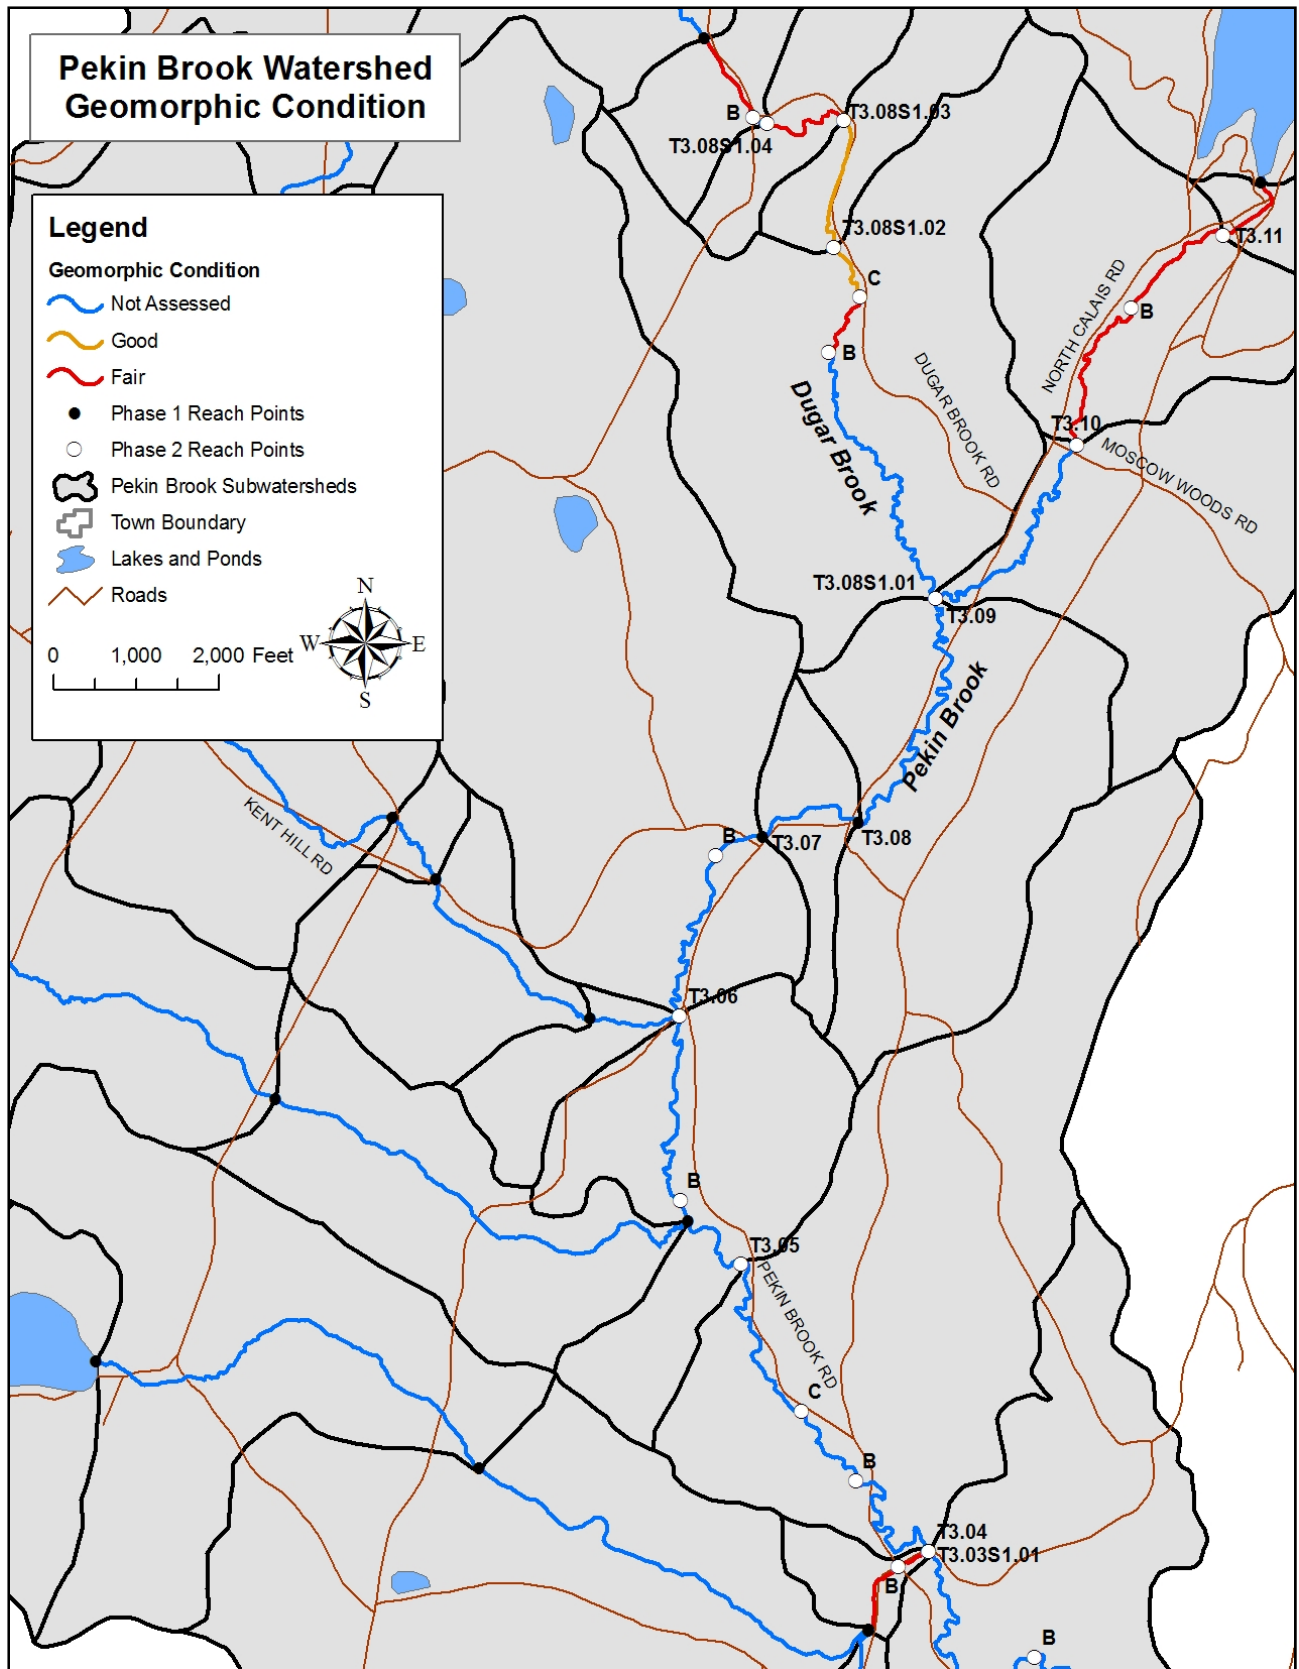 Pekin Brook Watershed
Geomorphic Condition
Legend
Geomorphic Condition
Not Assessed
Good
Fair
Phase 1 Reach Points
Phase 2 Reach Points
Pekin Brook Subwatersheds
Town Boundary
Lakes and Ponds
Roads
0 1,000 2,000 Feet
N
W E
S
B
T3.08S1.03
T3.08S1.04
T3.08S1.02
T3.11
C
B
B
NORTH CALAIS RD
DUGAR BROOK RD
Dugar Brook
T3.10
MOSCOW WOODS RD
T3.08S1.01
T3.09
Pekin Brook
KENT HILL RD
B
T3.07
T3.08
T3.06
B
T3.05
PEKIN BROOK RD
C
B
T3.04
T3.03S1.01
B
B